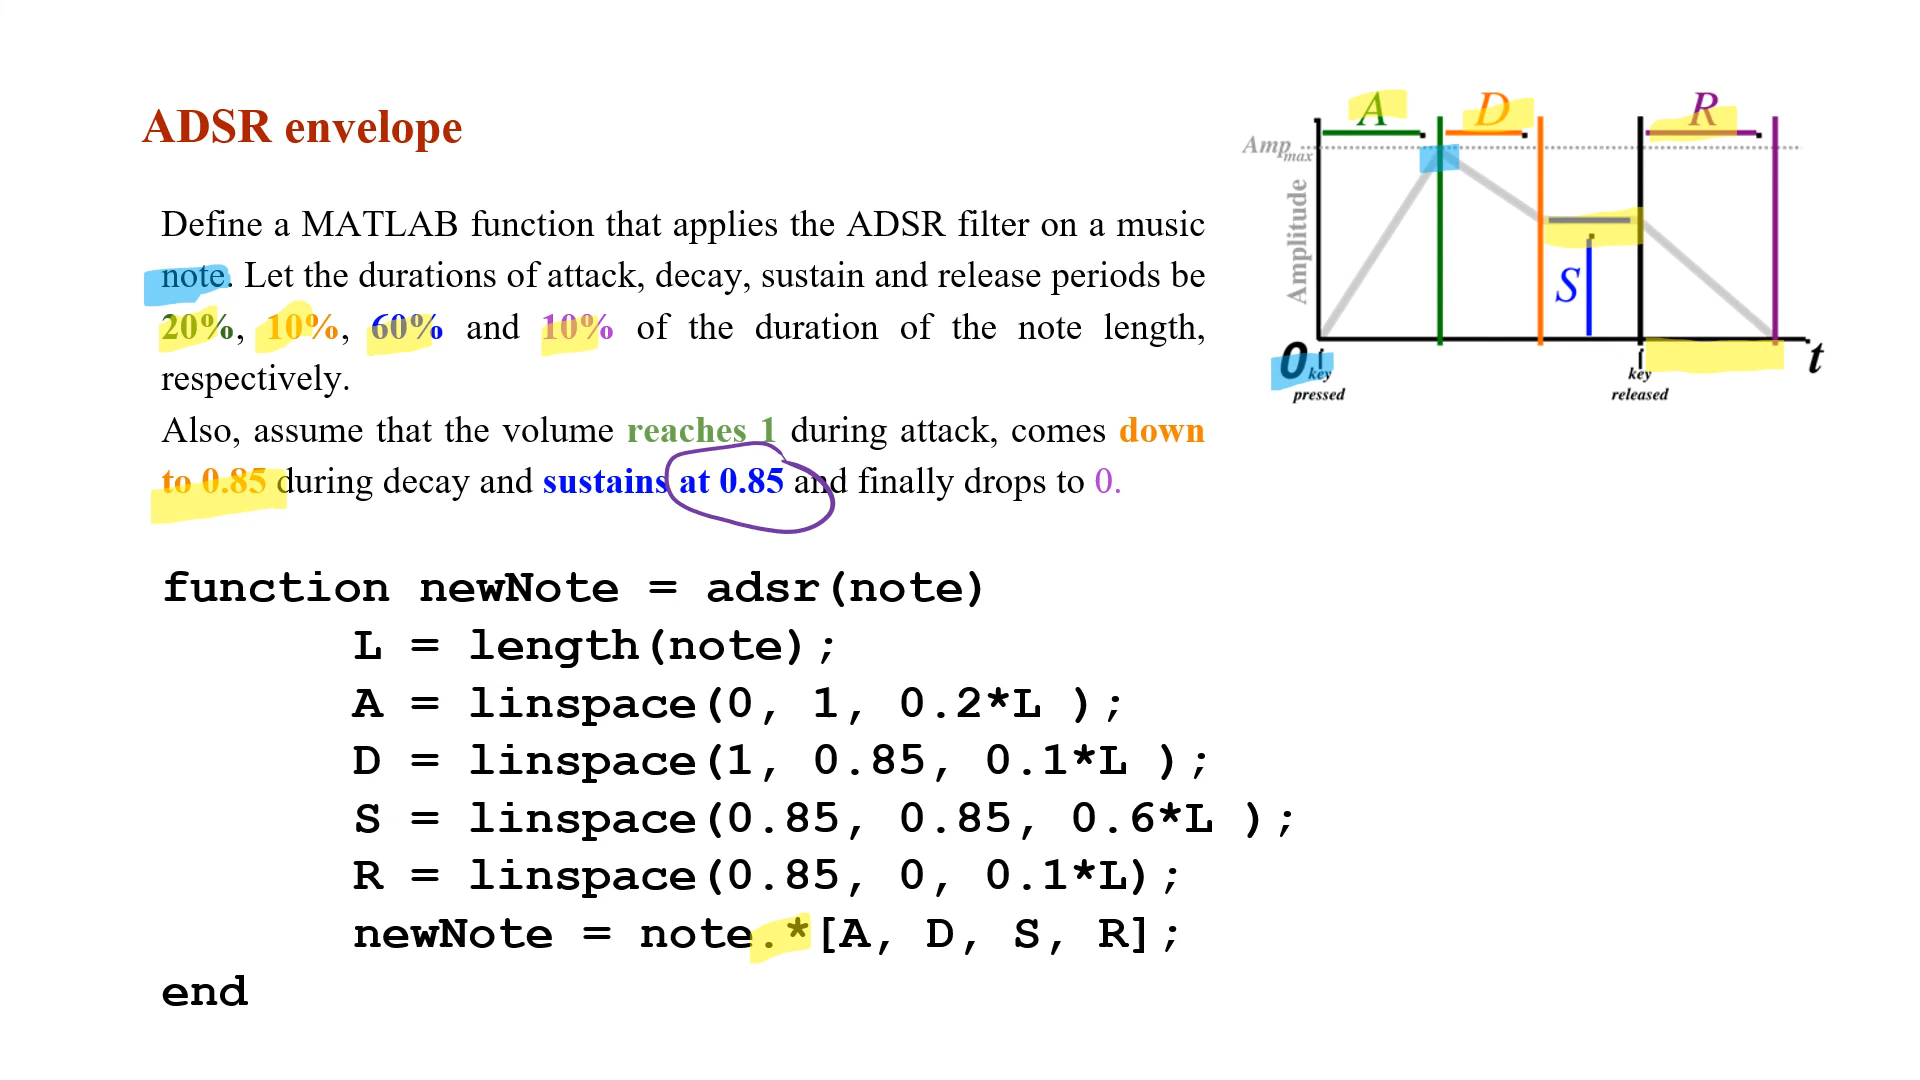 ADSR envelope
Define a MATLAB function that applies the ADSR filter on a music
note. Let the durations of attack, decay, sustain and release periods be
20%, 10%, 60% and 10% of the duration of the note length,
respectively.
Also, assume that the volume reaches 1 during attack, comes down
to 0.85 during decay and sustains at 0.85 and finally drops to 0.
A D R
Amp max
Amplitude
S
0 t
key pressed
key released
function newNote = adsr(note)
L = length(note);
A = linspace(0, 1, 0.2*L );
D = linspace(1, 0.85, 0.1*L );
S = linspace(0.85, 0.85, 0.6*L );
R = linspace(0.85, 0, 0.1*L);
newNote = note.*[A, D, S, R];
end